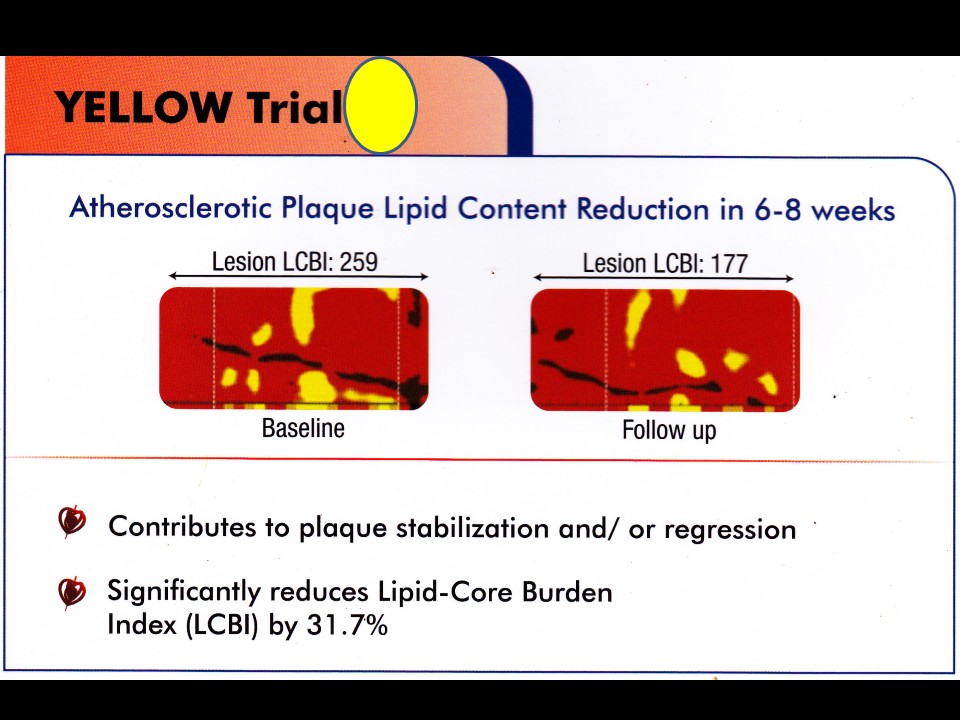 YELLOW Trial
Atherosclerotic Plaque Lipid Content Reduction in 6-8 weeks
Lesion LCBI: 259
Lesion LCBI: 177
Baseline
Follow up
Contributes to plaque stabilization and/ or regression
Significantly reduces Lipid-Core Burden
Index (LCBI) by 31.7%